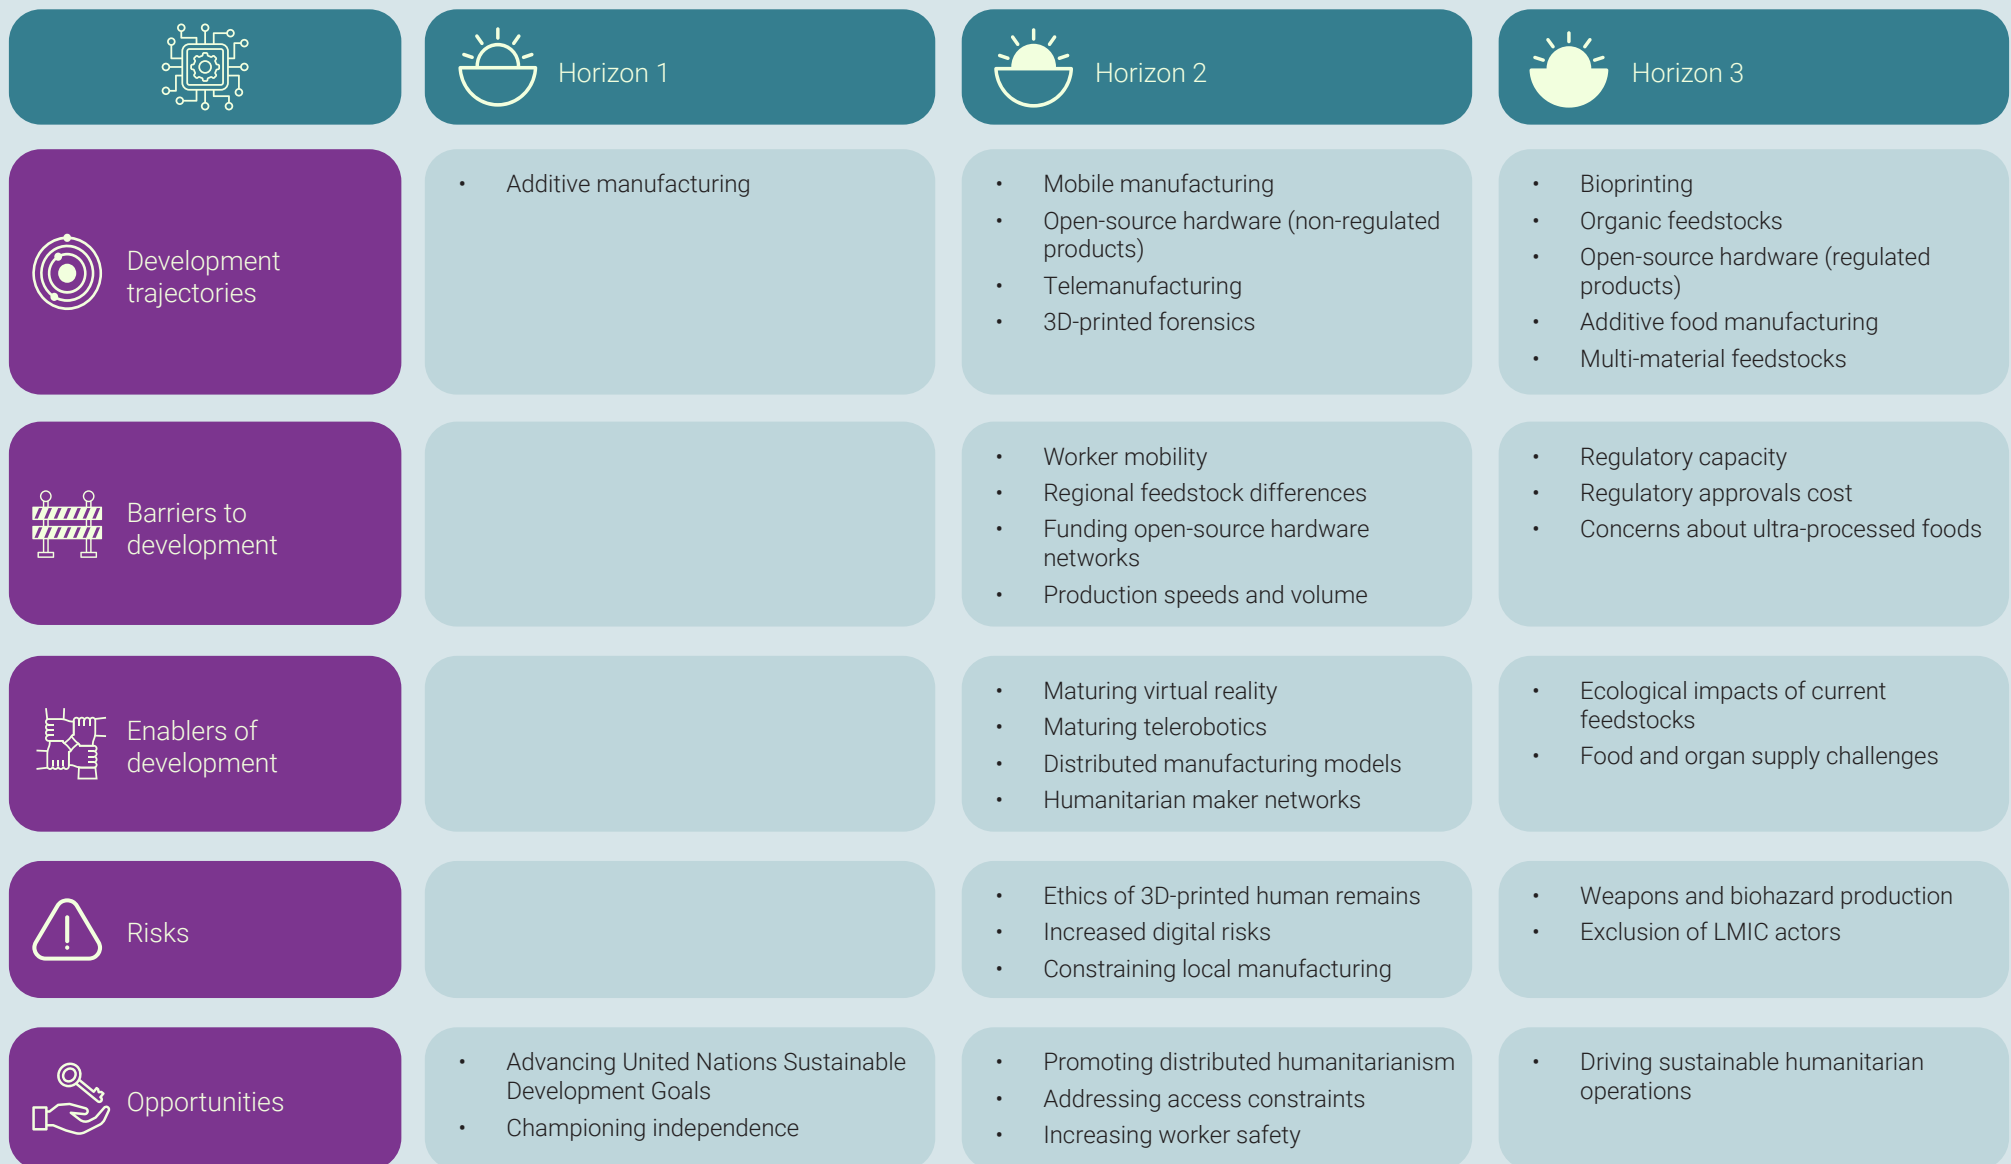 Horizon 1
Horizon 2
Horizon 3
Development
trajectories
• Additive manufacturing
• Mobile manufacturing
• Open-source hardware (non-regulated
products)
• Telemanufacturing
• 3D-printed forensics
• Bioprinting
• Organic feedstocks
• Open-source hardware (regulated
products)
• Additive food manufacturing
• Multi-material feedstocks
Barriers to
development
• Worker mobility
• Regional feedstock differences
• Funding open-source hardware
networks
• Production speeds and volume
• Regulatory capacity
• Regulatory approvals cost
• Concerns about ultra-processed foods
Enablers of
development
• Maturing virtual reality
• Maturing telerobotics
• Distributed manufacturing models
• Humanitarian maker networks
• Ecological impacts of current
feedstocks
• Food and organ supply challenges
Risks
• Ethics of 3D-printed human remains
• Increased digital risks
• Constraining local manufacturing
• Weapons and biohazard production
• Exclusion of LMIC actors
Opportunities
• Advancing United Nations Sustainable
Development Goals
• Championing independence
• Promoting distributed humanitarianism
• Addressing access constraints
• Increasing worker safety
• Driving sustainable humanitarian
operations